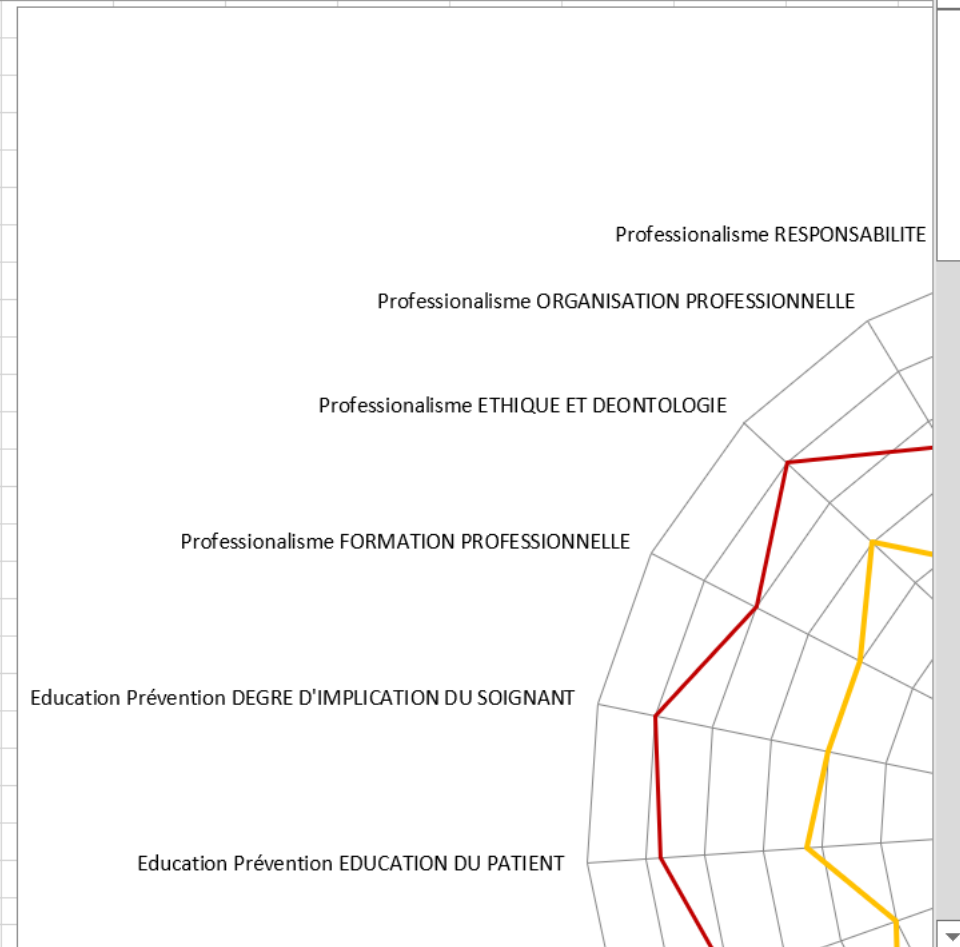 Professionalisme RESPONSABILITE
Professionalisme ORGANISATION PROFESSIONNELLE
Professionalisme ETHIQUE ET DEONTOLOGIE
Professionalisme FORMATION PROFESSIONNELLE
Education Prévention DEGRE D'IMPLICATION DU SOIGNANT
Education Prévention EDUCATION DU PATIENT